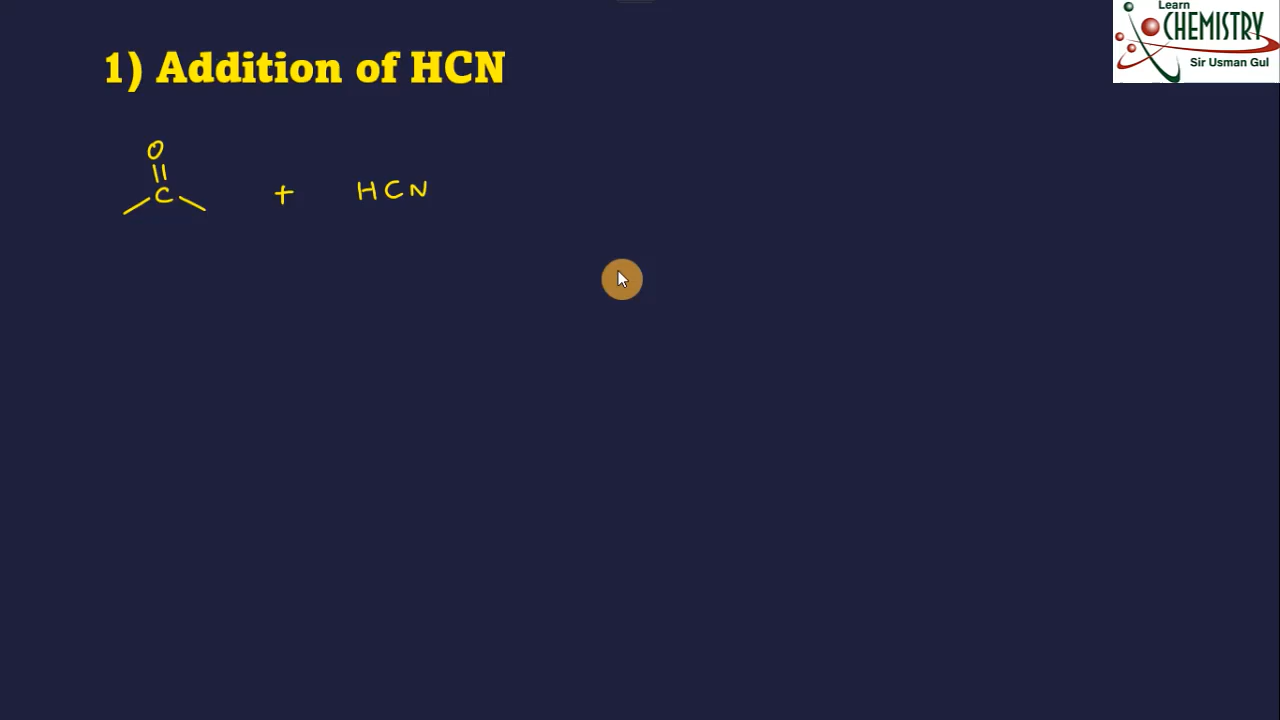 Learn
CHEMISTRY
Sir Usman Gul
1) Addition of HCN
O
||
C + HCN